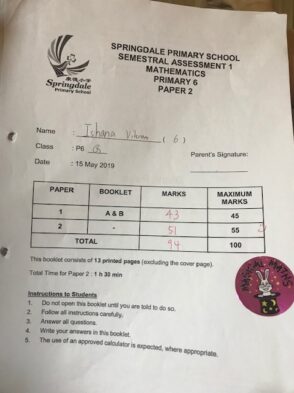 SPRINGDALE PRIMARY SCHOOL
SEMESTRAL ASSESSMENT 1
MATHEMATICS
PRIMARY 6
PAPER 2
Springdale
Primary School
Name : Ishana Vikram ( 6 )
Class : P6
Date : 15 May 2019
Parent's Signature:
PAPER BOOKLET MARKS MAXIMUM MARKS
1 A & B 43 45
2 - 51 55
TOTAL 94 100
This booklet consists of 13 printed pages (excluding the cover page).
Total Time for Paper 2 : 1 h 30 min
MAGICAL MATHS
Instructions to Students
1. Do not open this booklet until you are told to do so.
2. Follow all instructions carefully.
3. Answer all questions.
4. Write your answers in this booklet.
5. The use of an approved calculator is expected, where appropriate.